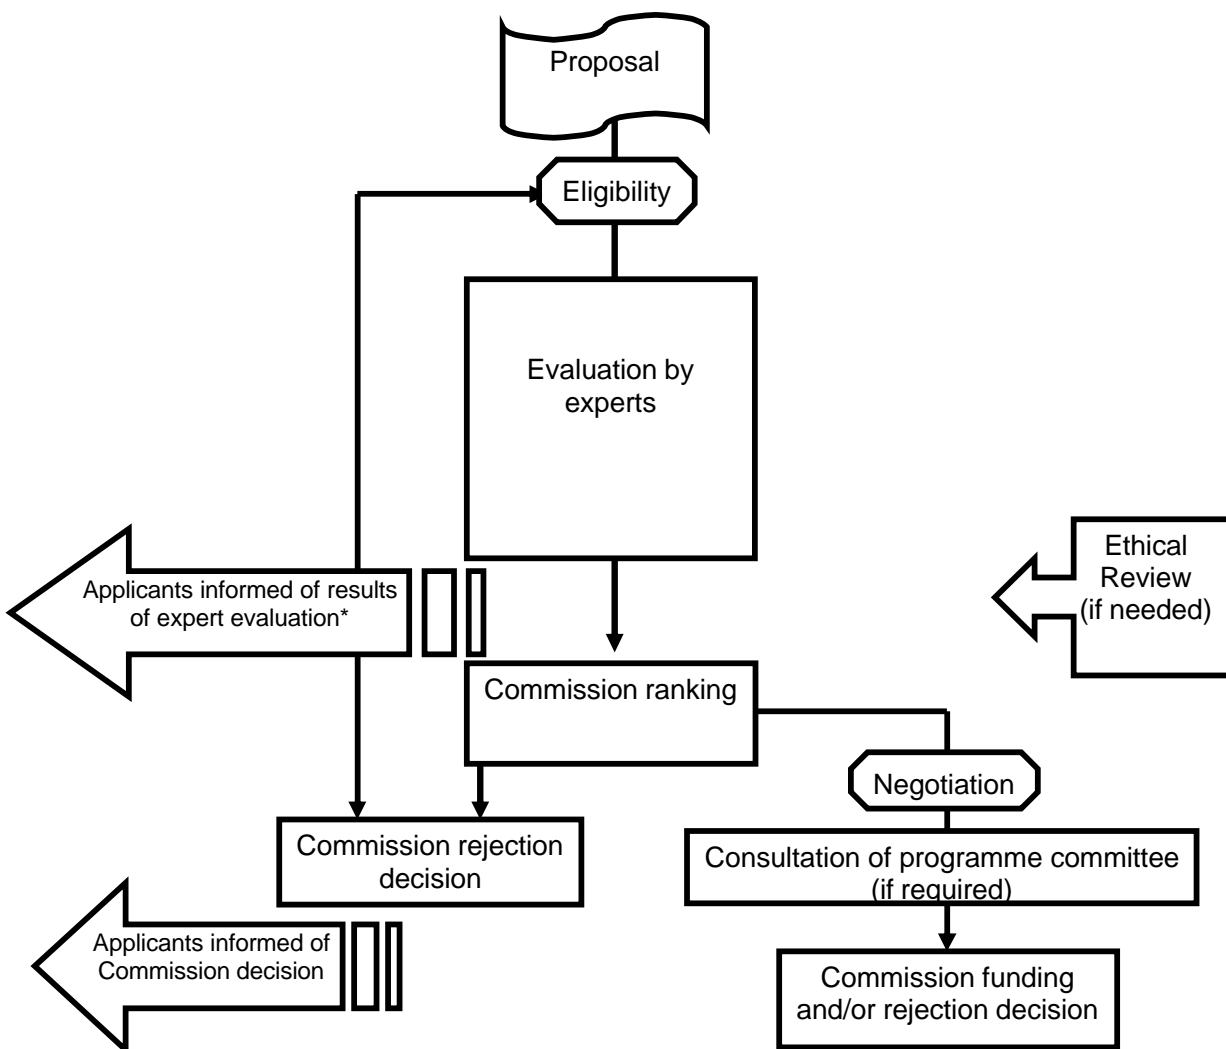 Proposal
Eligibility
Evaluation by
experts
Ethical
Review
(if needed)
Applicants informed of results
of expert evaluation*
Commission ranking
Negotiation
Commission rejection
decision
Consultation of programme committee
(if required)
Applicants informed of
Commission decision
Commission funding
and/or rejection decision